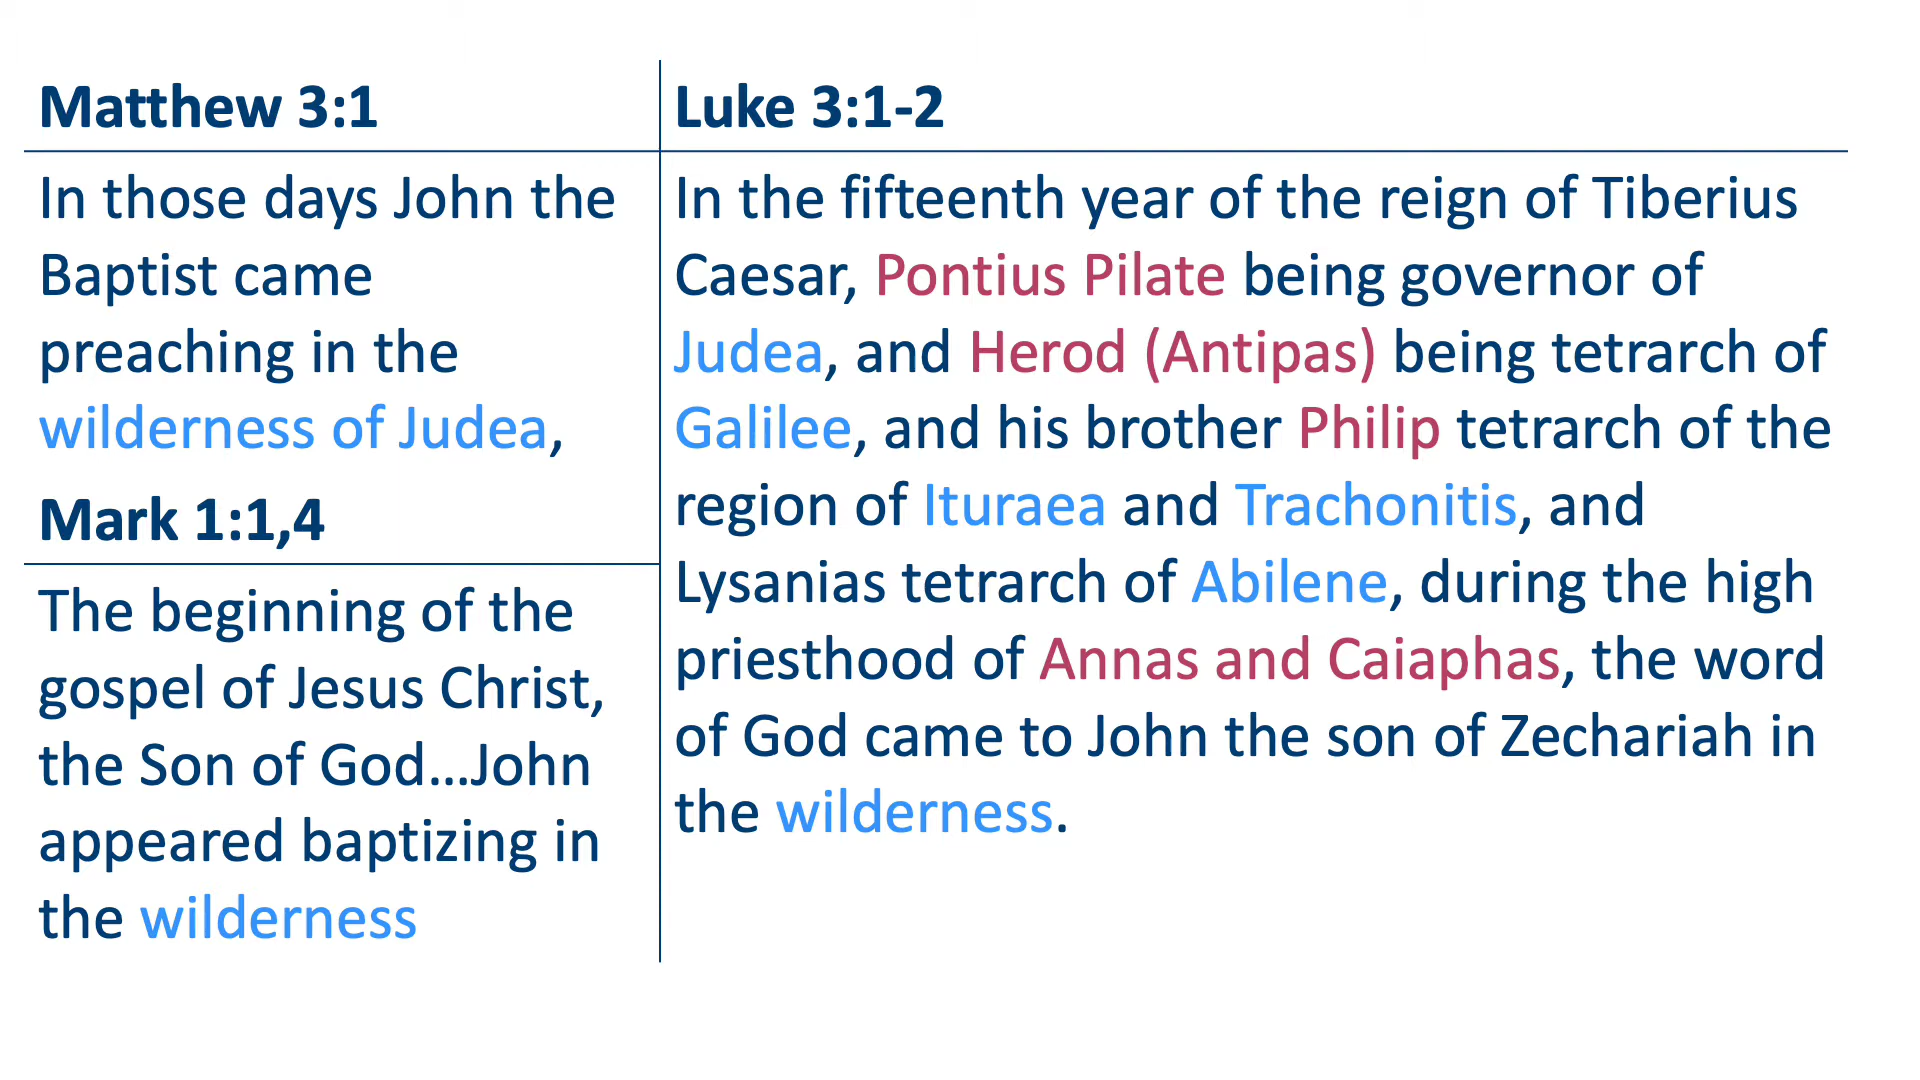 Matthew 3:1
In those days John the
Baptist came
preaching in the
wilderness of Judea,
Mark 1:1,4
The beginning of the
gospel of Jesus Christ,
the Son of God...John
appeared baptizing in
the wilderness
Luke 3:1-2
In the fifteenth year of the reign of Tiberius
Caesar, Pontius Pilate being governor of
Judea, and Herod (Antipas) being tetrarch of
Galilee, and his brother Philip tetrarch of the
region of Ituraea and Trachonitis, and
Lysanias tetrarch of Abilene, during the high
priesthood of Annas and Caiaphas, the word
of God came to John the son of Zechariah in
the wilderness.